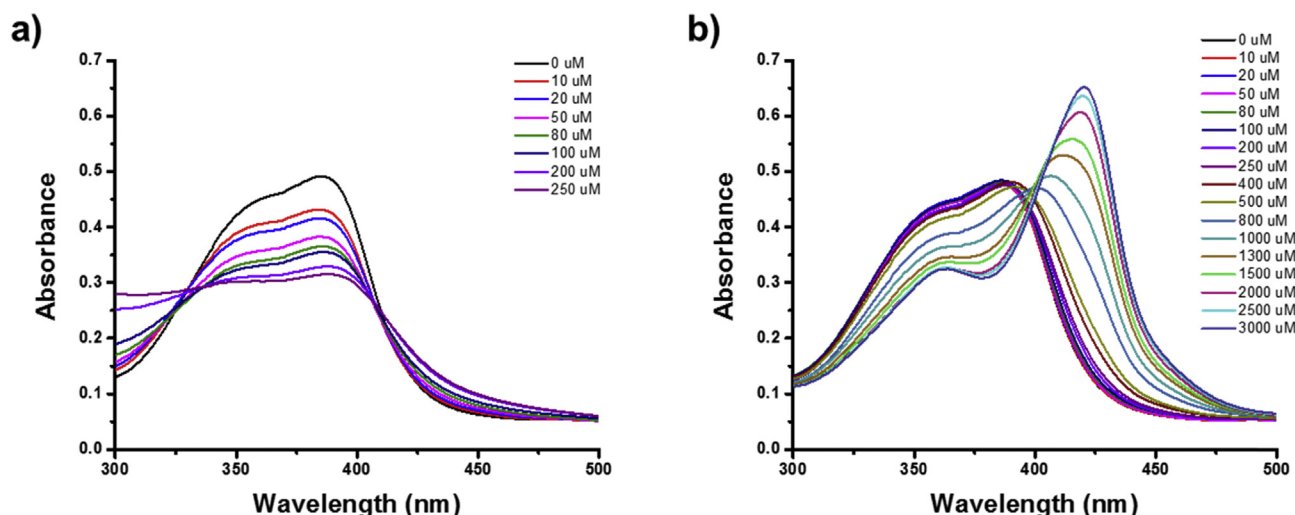 a)
0.7
0.6
0.5
0.4
0.3
0.2
0.1
0.0
300
350
400
450
500
Absorbance
Wavelength (nm)
0 uM
10 uM
20 uM
50 uM
80 uM
100 uM
200 uM
250 uM
b)
0.7
0.6
0.5
0.4
0.3
0.2
0.1
0.0
300
350
400
450
500
Absorbance
Wavelength (nm)
0 uM
10 uM
20 uM
50 uM
80 uM
100 uM
200 uM
250 uM
400 uM
500 uM
800 uM
1000 uM
1300 uM
1500 uM
2000 uM
2500 uM
3000 uM